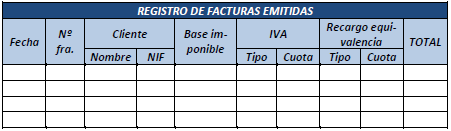 REGISTRO DE FACTURAS EMITIDAS
Fecha
Nº
fra.
Cliente
Nombre
NIF
Base im-
ponible
IVA
Tipo
Cuota
Recargo equi-
valencia
Tipo
Cuota
TOTAL